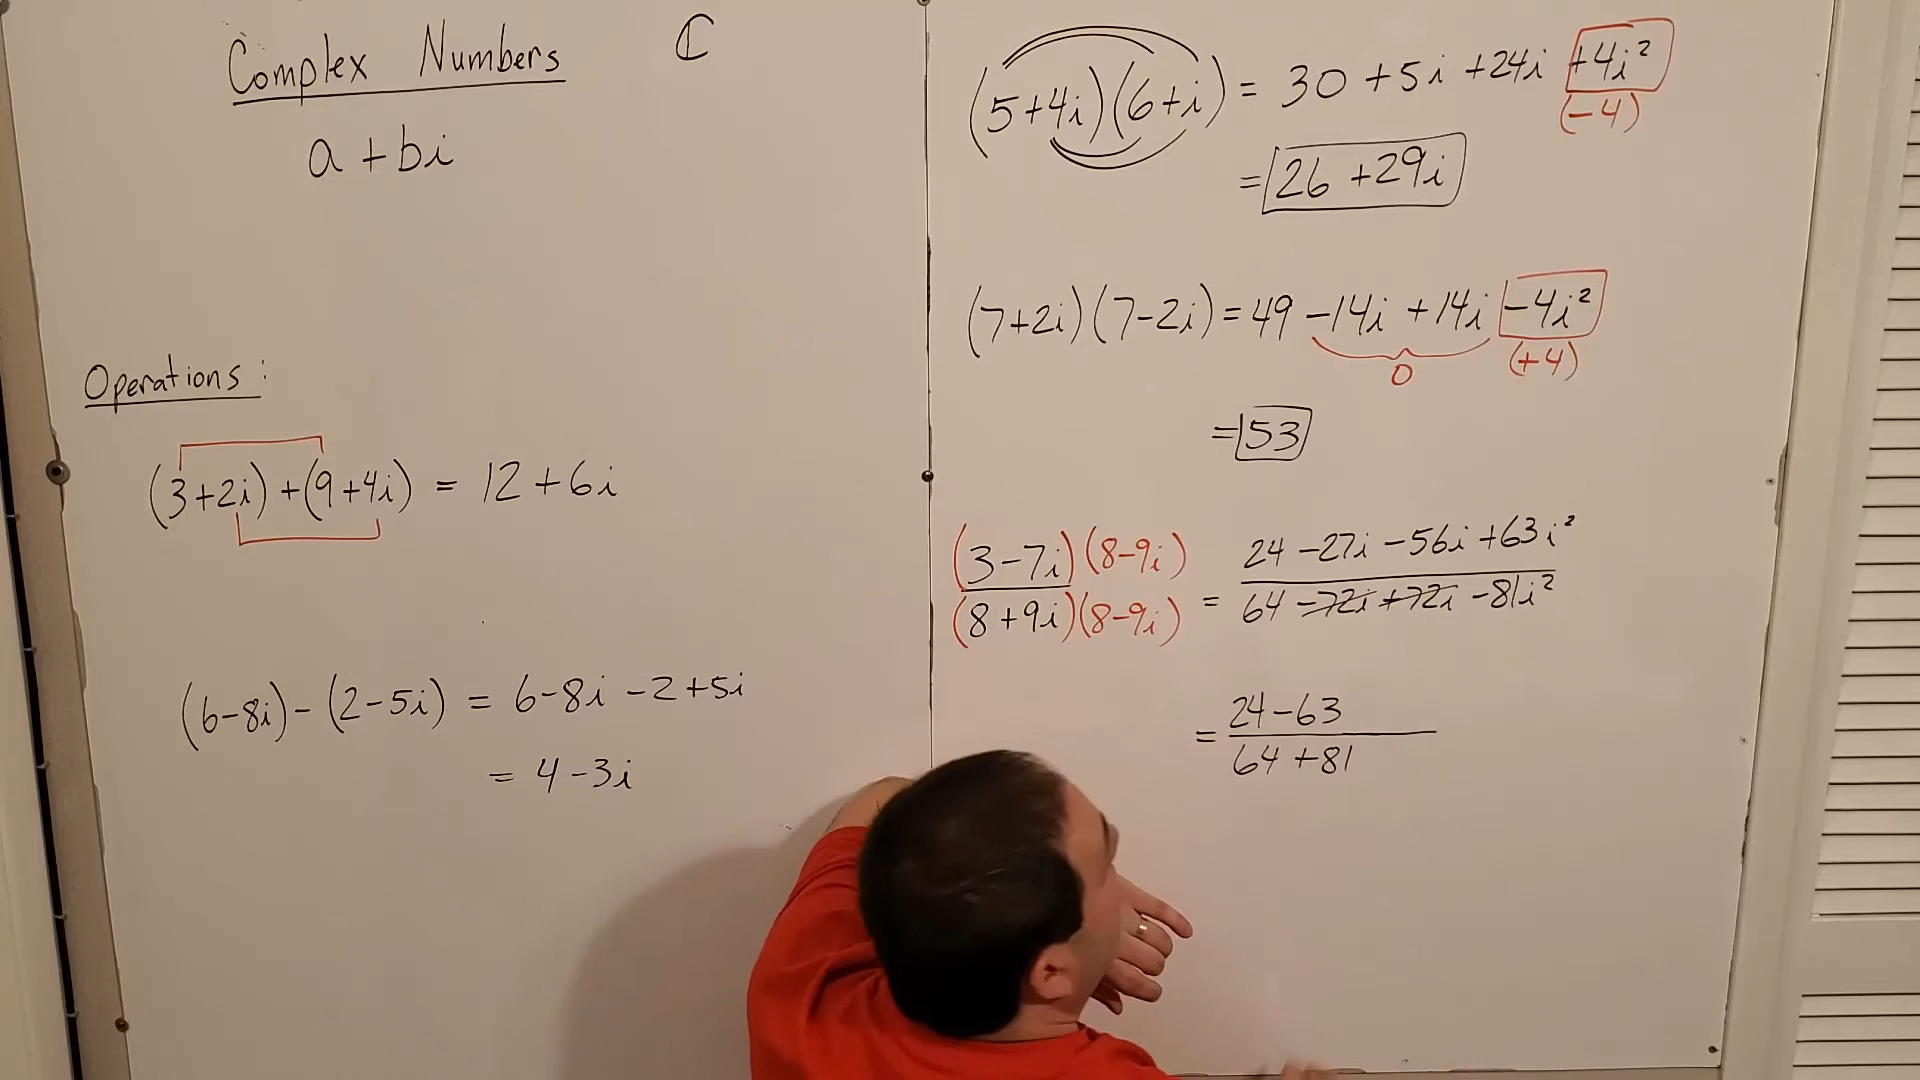 Complex Numbers ℂ
a + bi
Operations:
(3+2i) + (9+4i) = 12 + 6i
(6-8i) - (2-5i) = 6-8i -2+5i
= 4 -3i
(5+4i)(6+i) = 30 +5i +24i +4i²
(-4)
= 26 +29i
(7+2i)(7-2i) = 49 -14i +14i -4i²
0 (+4)
= 53
(3-7i)(8-9i)
(8+9i)(8-9i)
=
24 -27i -56i +63i²
64 -72i +72i -81i²
=
24-63
64 +81